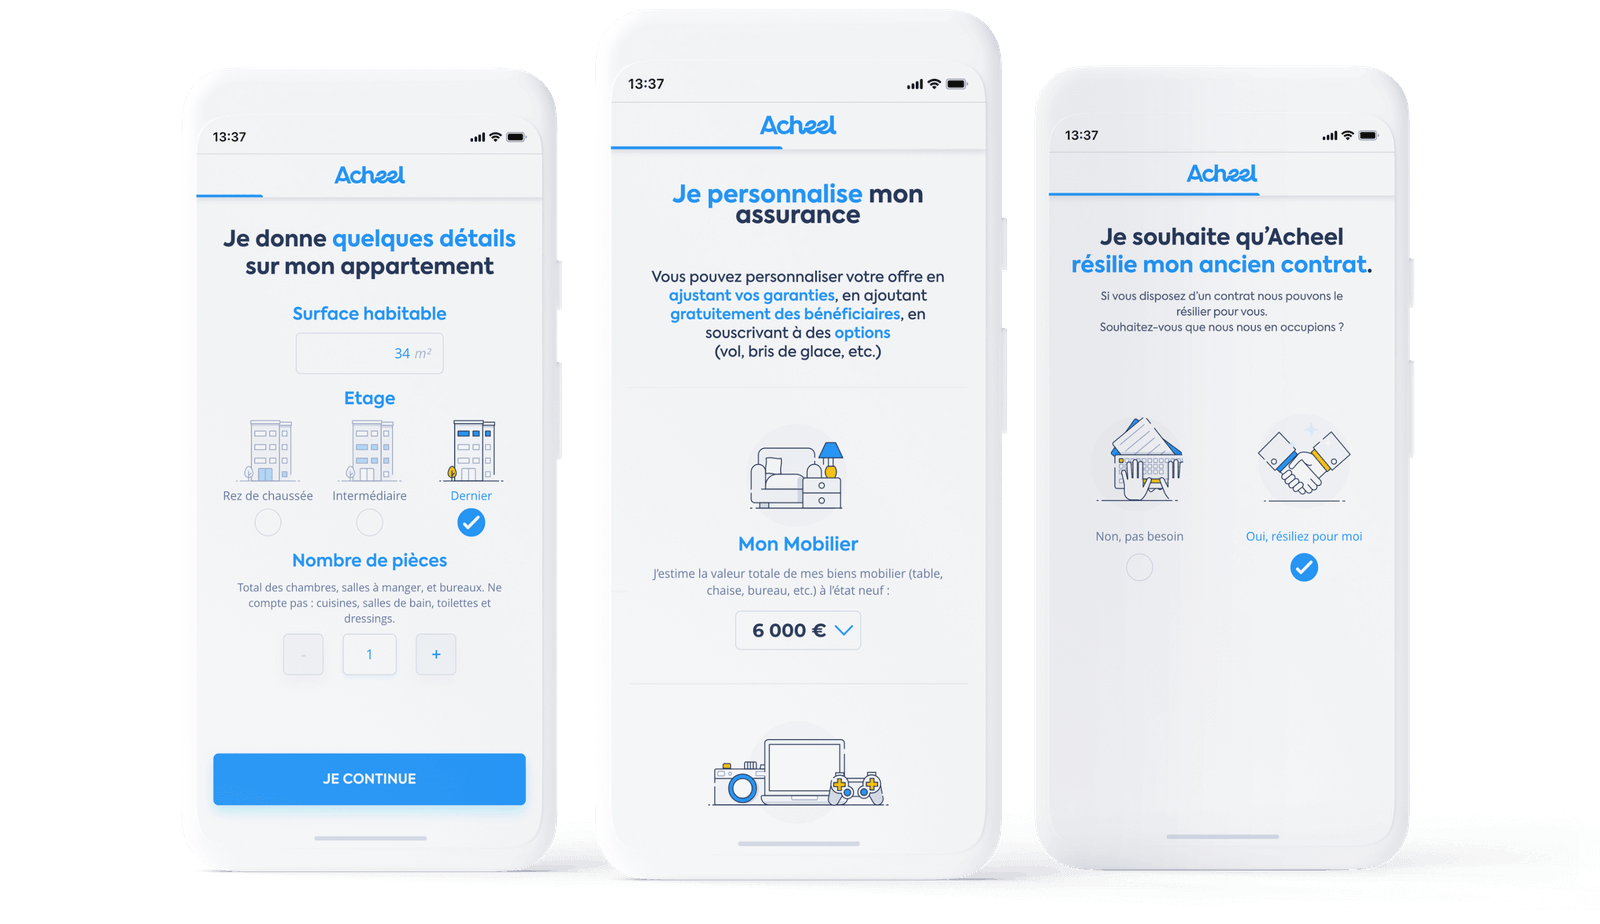 13:37
Acheel
Je donne quelques détails
sur mon appartement
Surface habitable
34 m²
Etage
Rez de chaussée
Intermédiaire
Dernier
Nombre de pièces
Total des chambres, salles à manger, et bureaux. Ne
compte pas : cuisines, salles de bain, toilettes et
dressings.
-
1
+
JE CONTINUE
13:37
Acheel
Je personnalise mon
assurance
Vous pouvez personnaliser votre offre en
ajustant vos garanties, en ajoutant
gratuitement des bénéficiaires, en
souscrivant à des options
(vol, bris de glace, etc.)
Mon Mobilier
J'estime la valeur totale de mes biens mobilier (table,
chaise, bureau, etc.) à l'état neuf :
6 000 €
13:37
Acheel
Je souhaite qu'Acheel
résilie mon ancien contrat.
Si vous disposez d'un contrat nous pouvons le
résilier pour vous.
Souhaitez-vous que nous nous en occupions ?
Non, pas besoin
Oui, résiliez pour moi